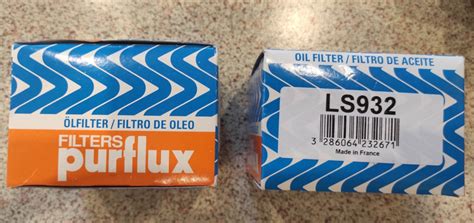 ÖLFILTER / FILTRO DE OLEO
FILTERS
purflux
OIL FILTER / FILTRO DE ACEITE
LS932
3 286064 232671
Made in France